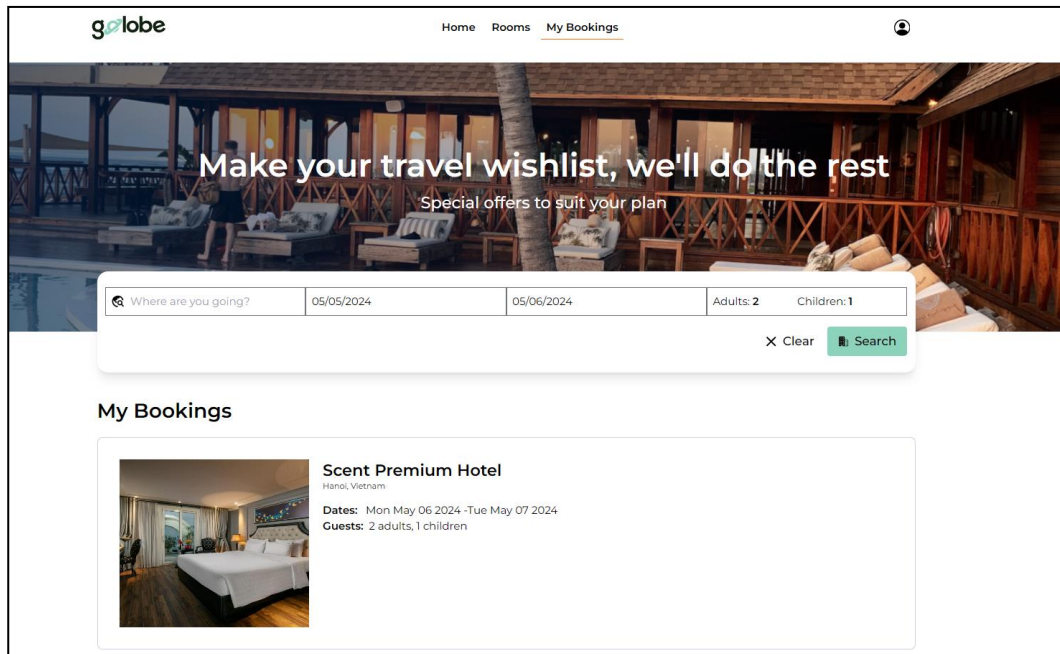 golobe
Home Rooms My Bookings
Make your travel wishlist, we'll do the rest
Special offers to suit your plan
Where are you going? 05/05/2024 05/06/2024 Adults: 2 Children: 1
Clear Search
My Bookings
Scent Premium Hotel
Hanoi, Vietnam
Dates: Mon May 06 2024 -Tue May 07 2024
Guests: 2 adults, 1 children